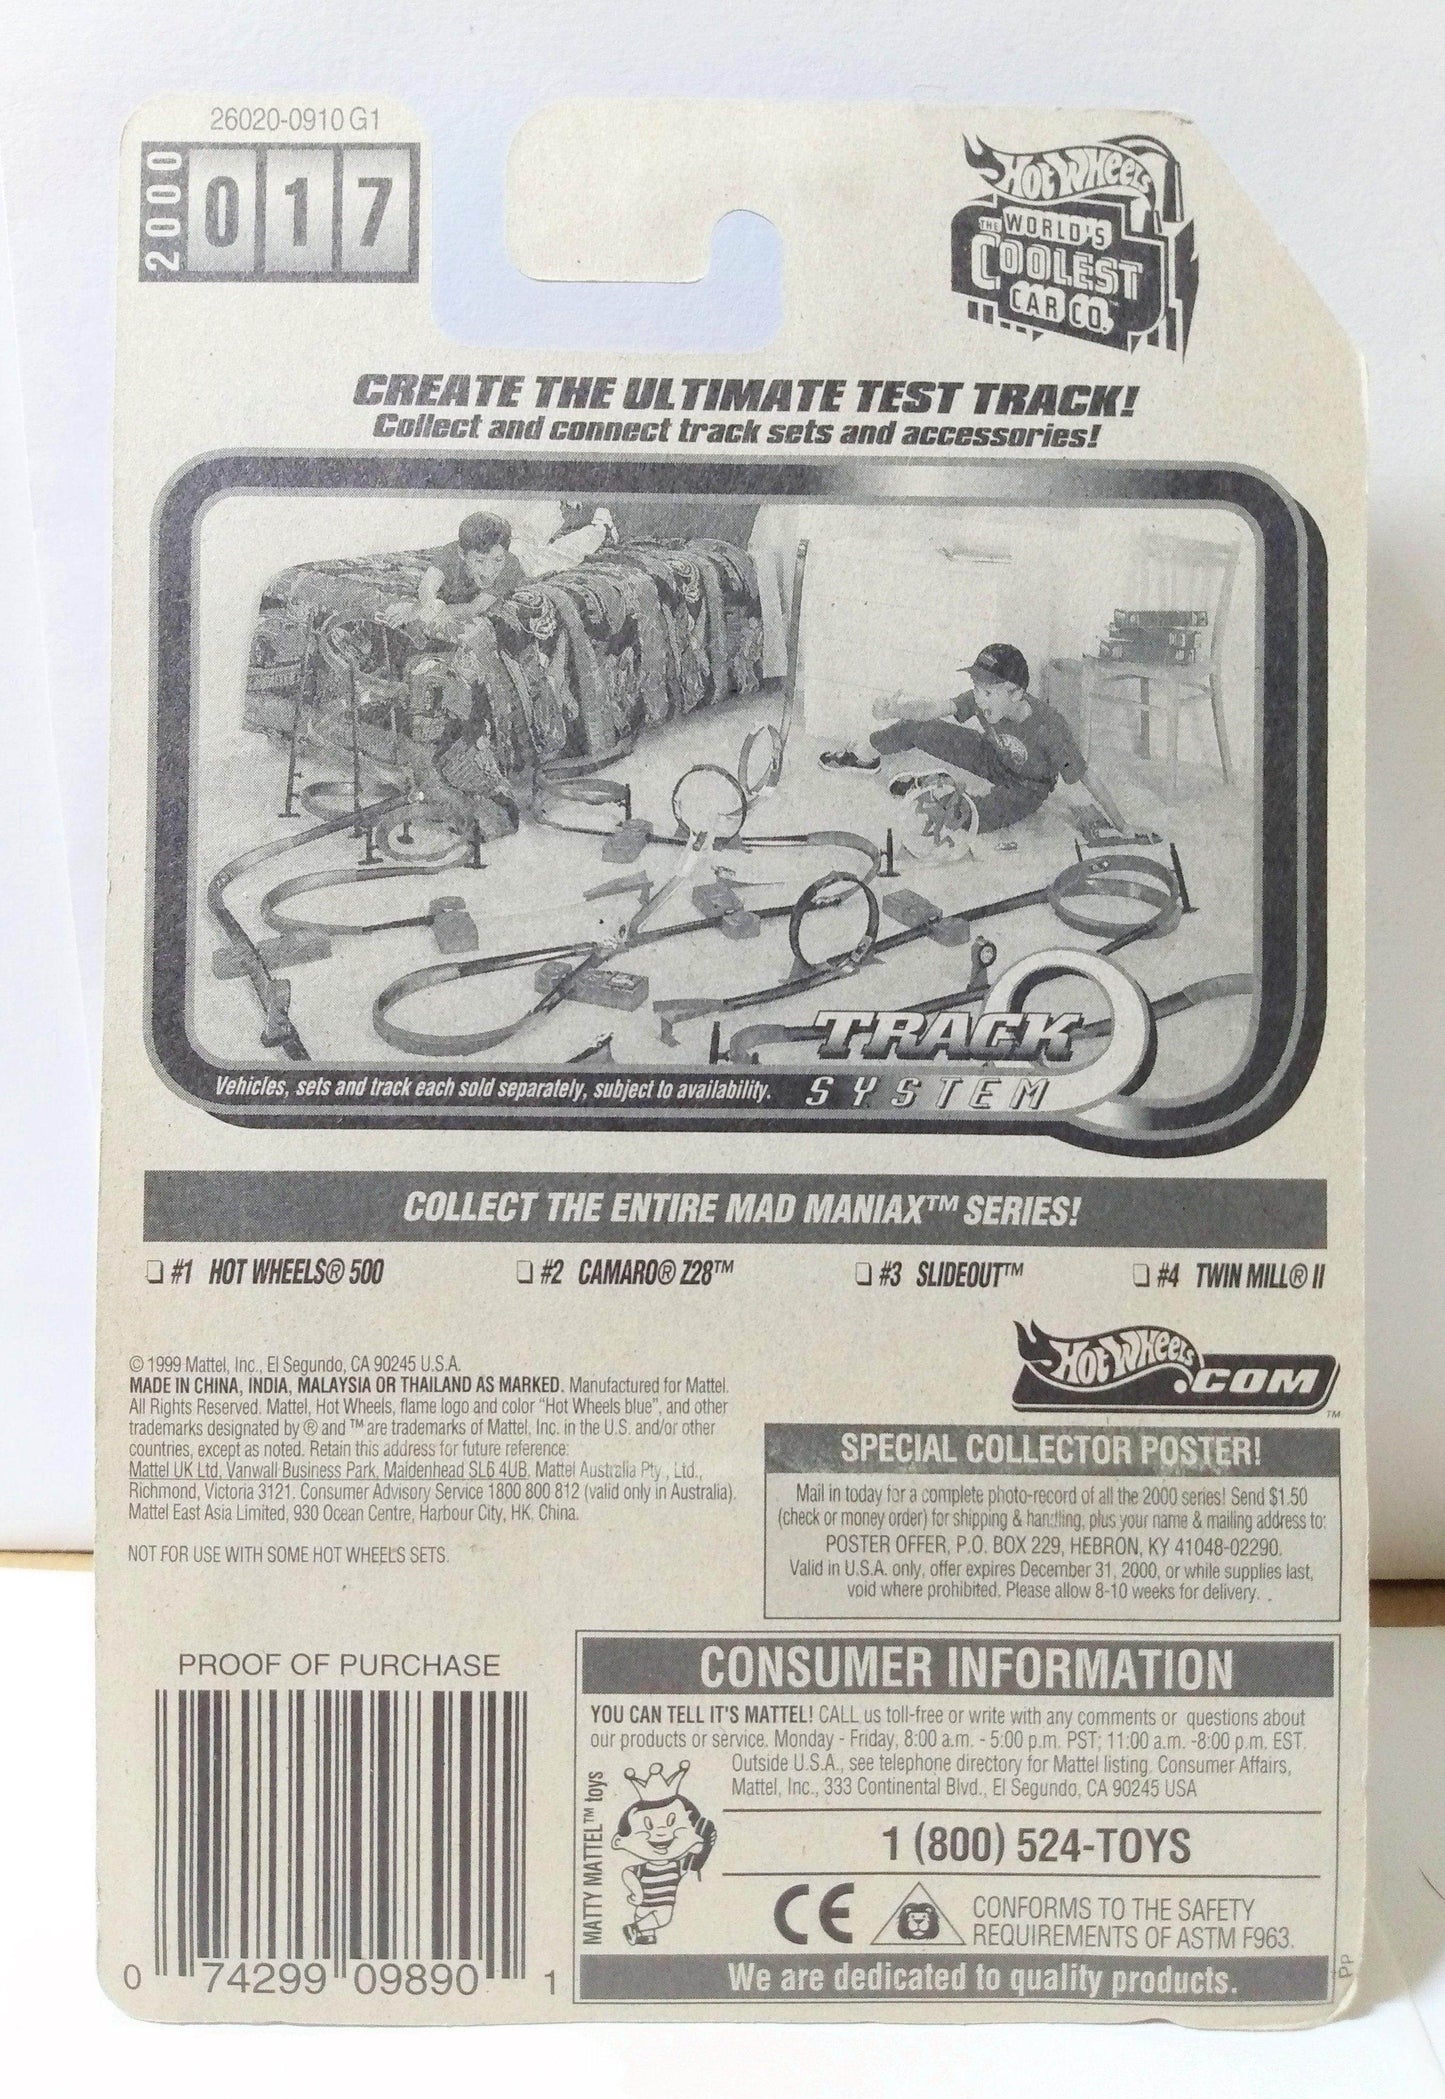 26020-0910 G1
2000
017
Hot Wheels
THE WORLD'S
COOLEST
CAR CO.™
CREATE THE ULTIMATE TEST TRACK!
Collect and connect track sets and accessories!
TRACK
SYSTEM
Vehicles, sets and track each sold separately, subject to availability.
COLLECT THE ENTIRE MAD MANIAX™ SERIES!
❏ #1 HOT WHEELS® 500
❏ #2 CAMARO® Z28™
❏ #3 SLIDEOUT™
❏ #4 TWIN MILL® II
© 1999 Mattel, Inc., El Segundo, CA 90245 U.S.A.
MADE IN CHINA, INDIA, MALAYSIA OR THAILAND AS MARKED. Manufactured for Mattel.
All Rights Reserved. Mattel, Hot Wheels, flame logo and color "Hot Wheels blue", and other
trademarks designated by ® and ™ are trademarks of Mattel, Inc. in the U.S. and/or other
countries, except as noted. Retain this address for future reference:
Mattel UK Ltd, Vanwall Business Park, Maidenhead SL6 4UB. Mattel Australia Pty., Ltd.,
Richmond, Victoria 3121. Consumer Advisory Service 1800 800 812 (valid only in Australia).
Mattel East Asia Limited, 930 Ocean Centre, Harbour City, HK, China.
NOT FOR USE WITH SOME HOT WHEELS SETS.
Hot Wheels.COM™
SPECIAL COLLECTOR POSTER!
Mail in today for a complete photo-record of all the 2000 series! Send $1.50
(check or money order) for shipping & handling, plus your name & mailing address to:
POSTER OFFER, P.O. BOX 229, HEBRON, KY 41048-02290.
Valid in U.S.A. only, offer expires December 31, 2000, or while supplies last,
void where prohibited. Please allow 8-10 weeks for delivery.
PROOF OF PURCHASE
0 74299 09890 1
CONSUMER INFORMATION
YOU CAN TELL IT'S MATTEL! CALL us toll-free or write with any comments or questions about
our products or service. Monday - Friday, 8:00 a.m. - 5:00 p.m. PST; 11:00 a.m. -8:00 p.m. EST.
Outside U.S.A., see telephone directory for Mattel listing. Consumer Affairs,
Mattel, Inc., 333 Continental Blvd., El Segundo, CA 90245 USA
MATTY MATTEL™ toys
1 (800) 524-TOYS
CE
CONFORMS TO THE SAFETY
REQUIREMENTS OF ASTM F963.
We are dedicated to quality products.
Pp